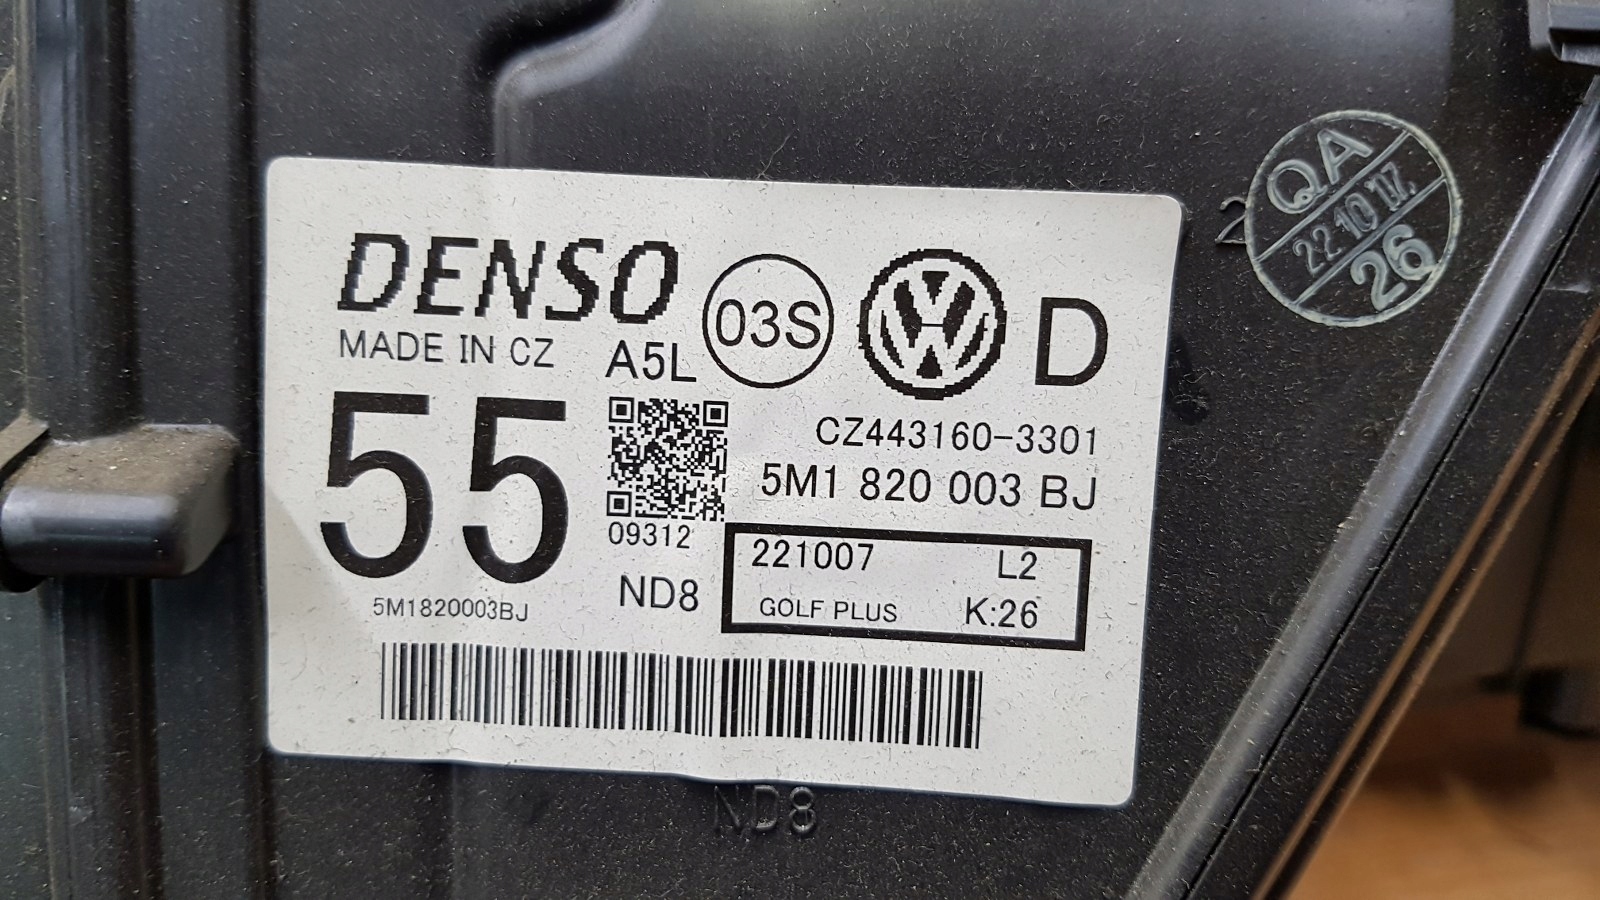 DENSO
MADE IN CZ
A5L
03S
D
55
CZ443160-3301
5M1 820 003 BJ
09312
ND8
221007 L2
GOLF PLUS K:26
5M1820003BJ
QA
22 10 07.
26
ND8